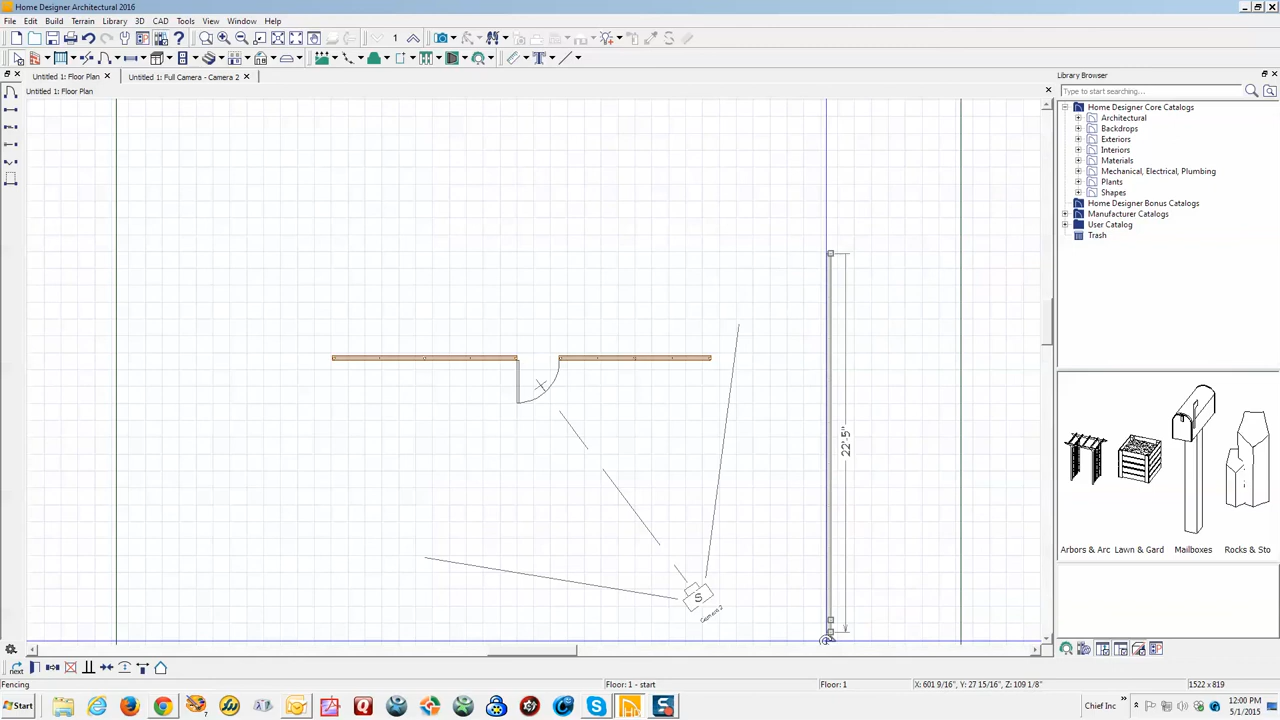 Home Designer Architectural 2016
File Edit Build Terrain Library 3D CAD Tools View Window Help
1
Untitled 1: Floor Plan Untitled 1: Full Camera - Camera 2
Untitled 1: Floor Plan
Library Browser
Type to start searching...
Home Designer Core Catalogs
Architectural
Backdrops
Exteriors
Interiors
Materials
Mechanical, Electrical, Plumbing
Plants
Shapes
Home Designer Bonus Catalogs
Manufacturer Catalogs
User Catalog
Trash
22'-5"
S
Camera 2
Arbors & Arc Lawn & Gard Mailboxes Rocks & Sto
next
Fencing Floor: 1 - start Floor: 1 X: 601 9/16", Y: 27 15/16", Z: 109 1/8" 1522 x 819
Start Chief Inc 12:00 PM
5/1/2015